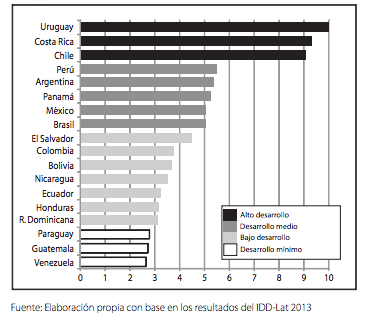 Uruguay
Costa Rica
Chile
Perú
Argentina
Panamá
México
Brasil
El Salvador
Colombia
Bolivia
Nicaragua
Ecuador
Honduras
R. Dominicana
Paraguay
Guatemala
Venezuela
Alto desarrollo
Desarrollo medio
Bajo desarrollo
Desarrollo mínimo
0 1 2 3 4 5 6 7 8 9 10
Fuente: Elaboración propia con base en los resultados del IDD-Lat 2013